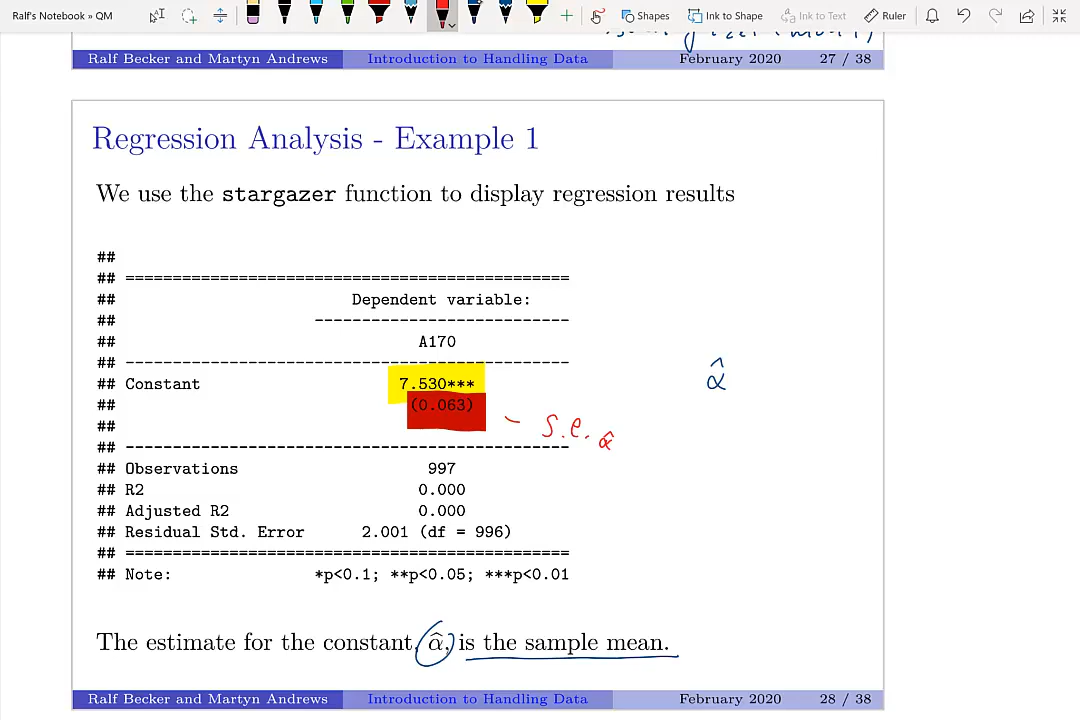 Ralf's Notebook » QM
Shapes
Ink to Shape
Ink to Text
Ruler
Ralf Becker and Martyn Andrews Introduction to Handling Data February 2020 27 / 38
Regression Analysis - Example 1
We use the stargazer function to display regression results
##
## ===============================================
## Dependent variable:
## ---------------------------
## A170
## -----------------------------------------------
## Constant 7.530***
## (0.063)
α̂
- s.e. α̂
##
## -----------------------------------------------
## Observations 997
## R2 0.000
## Adjusted R2 0.000
## Residual Std. Error 2.001 (df = 996)
## ===============================================
## Note: *p<0.1; **p<0.05; ***p<0.01
The estimate for the constant, α̂, is the sample mean.
Ralf Becker and Martyn Andrews Introduction to Handling Data February 2020 28 / 38